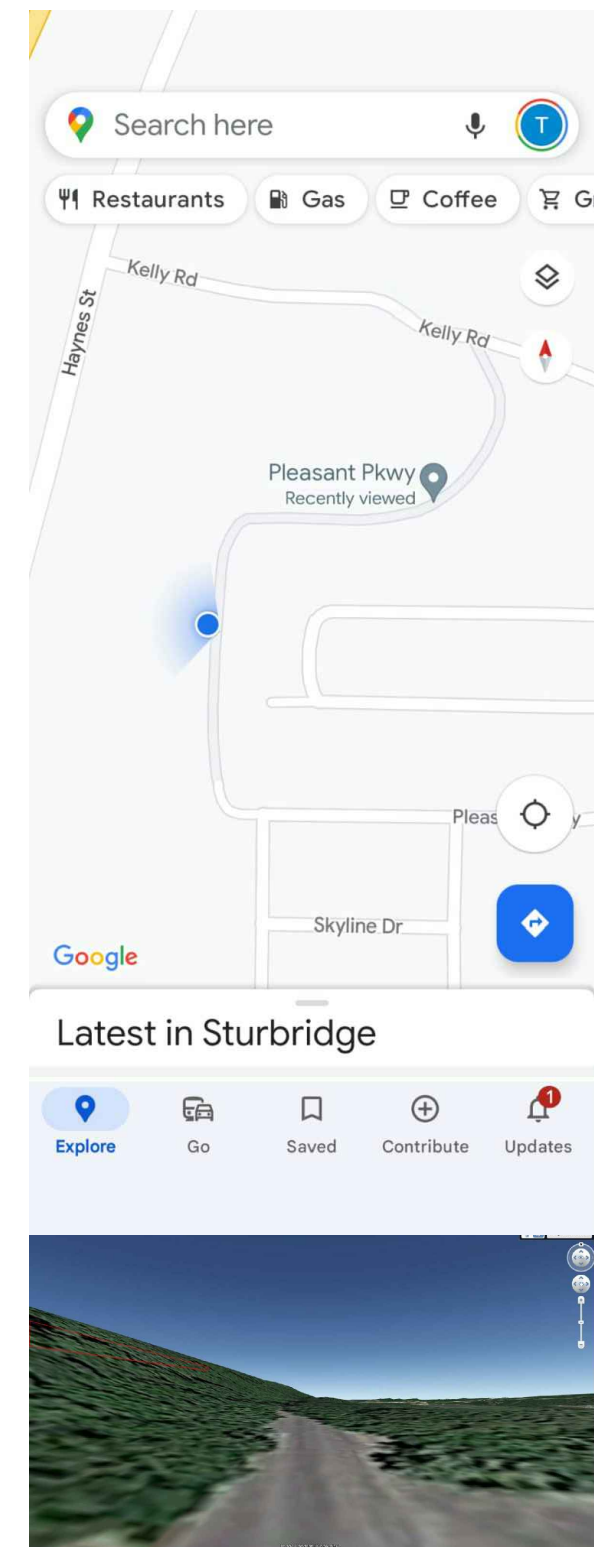 Search here
T
Restaurants
Gas
Coffee
Kelly Rd
Haynes St
Kelly Rd
Pleasant Pkwy
Recently viewed
Skyline Dr
Google
Latest in Sturbridge
1
Explore
Go
Saved
Contribute
Updates